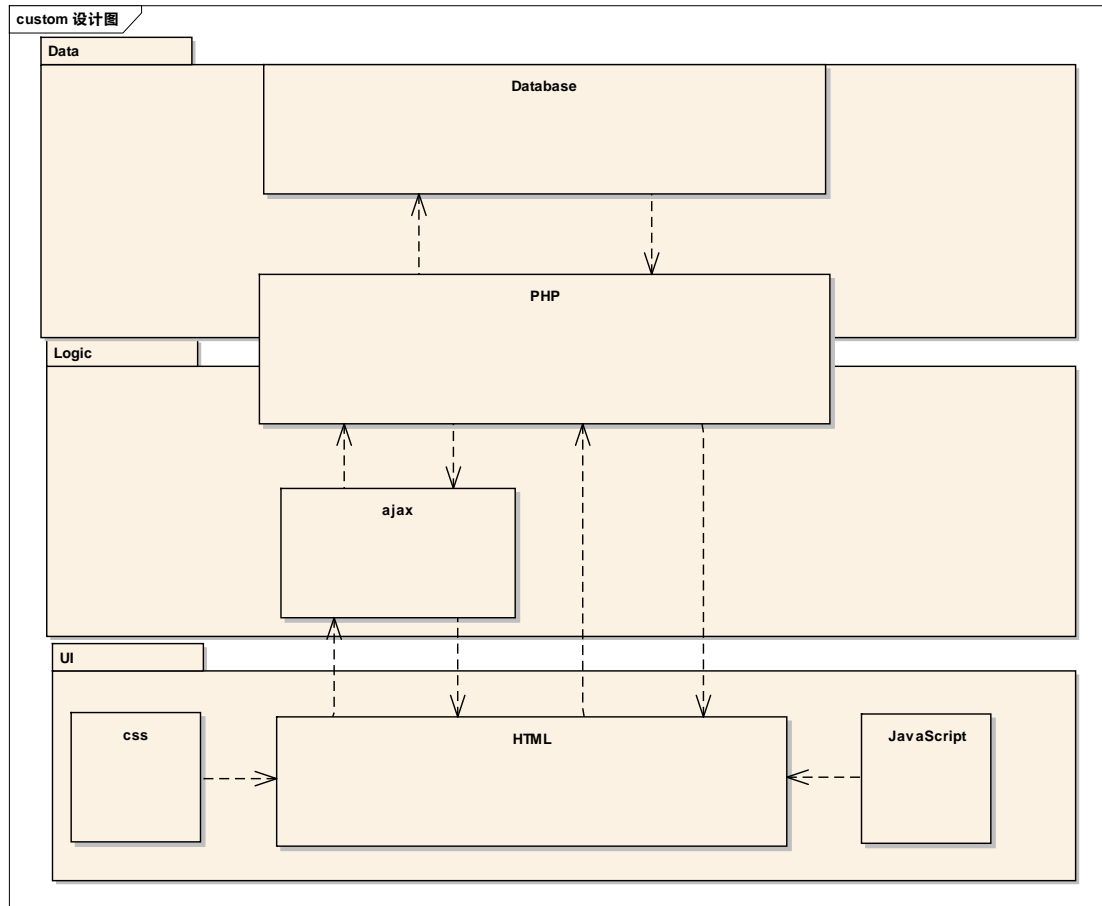 custom 设计图
Data
Database
PHP
Logic
ajax
UI
css
HTML
JavaScript